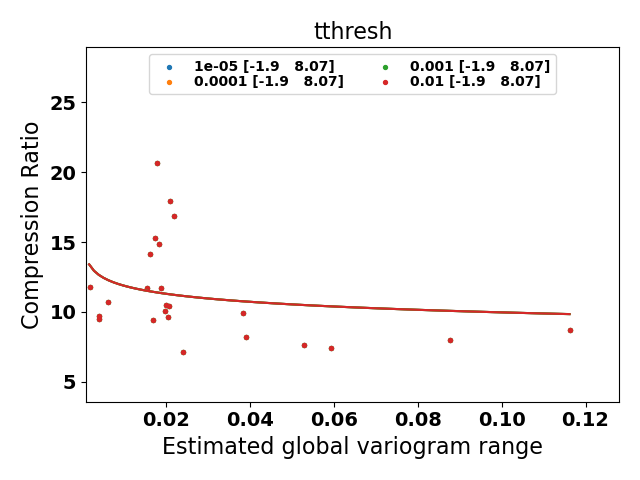 tthresh
1e-05 [-1.9 8.07]
0.0001 [-1.9 8.07]
0.001 [-1.9 8.07]
0.01 [-1.9 8.07]
25
20
15
10
5
Compression Ratio
0.02 0.04 0.06 0.08 0.10 0.12
Estimated global variogram range